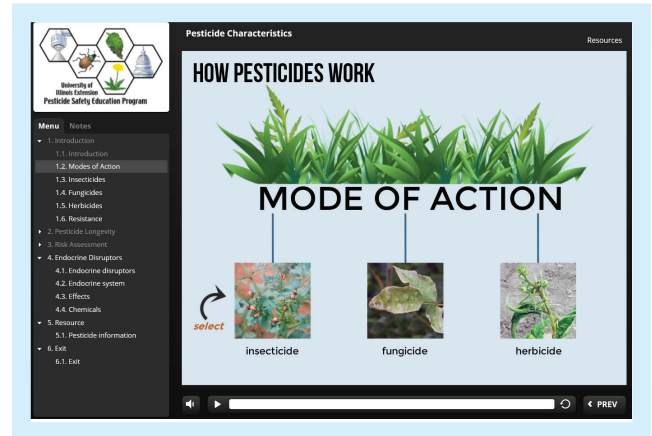 University of
Illinois Extension
Pesticide Safety Education Program
Pesticide Characteristics
Resources
Menu Notes
1. Introduction
1.1. Introduction
1.2. Modes of Action
1.3. Insecticides
1.4. Fungicides
1.5. Herbicides
1.6. Resistance
2. Pesticide Longevity
3. Risk Assessment
4. Endocrine Disruptors
4.1. Endocrine disruptors
4.2. Endocrine system
4.3. Effects
4.4. Chemicals
5. Resource
5.1. Pesticide information
6. Exit
6.1. Exit
HOW PESTICIDES WORK
MODE OF ACTION
select
insecticide
fungicide
herbicide
PREV